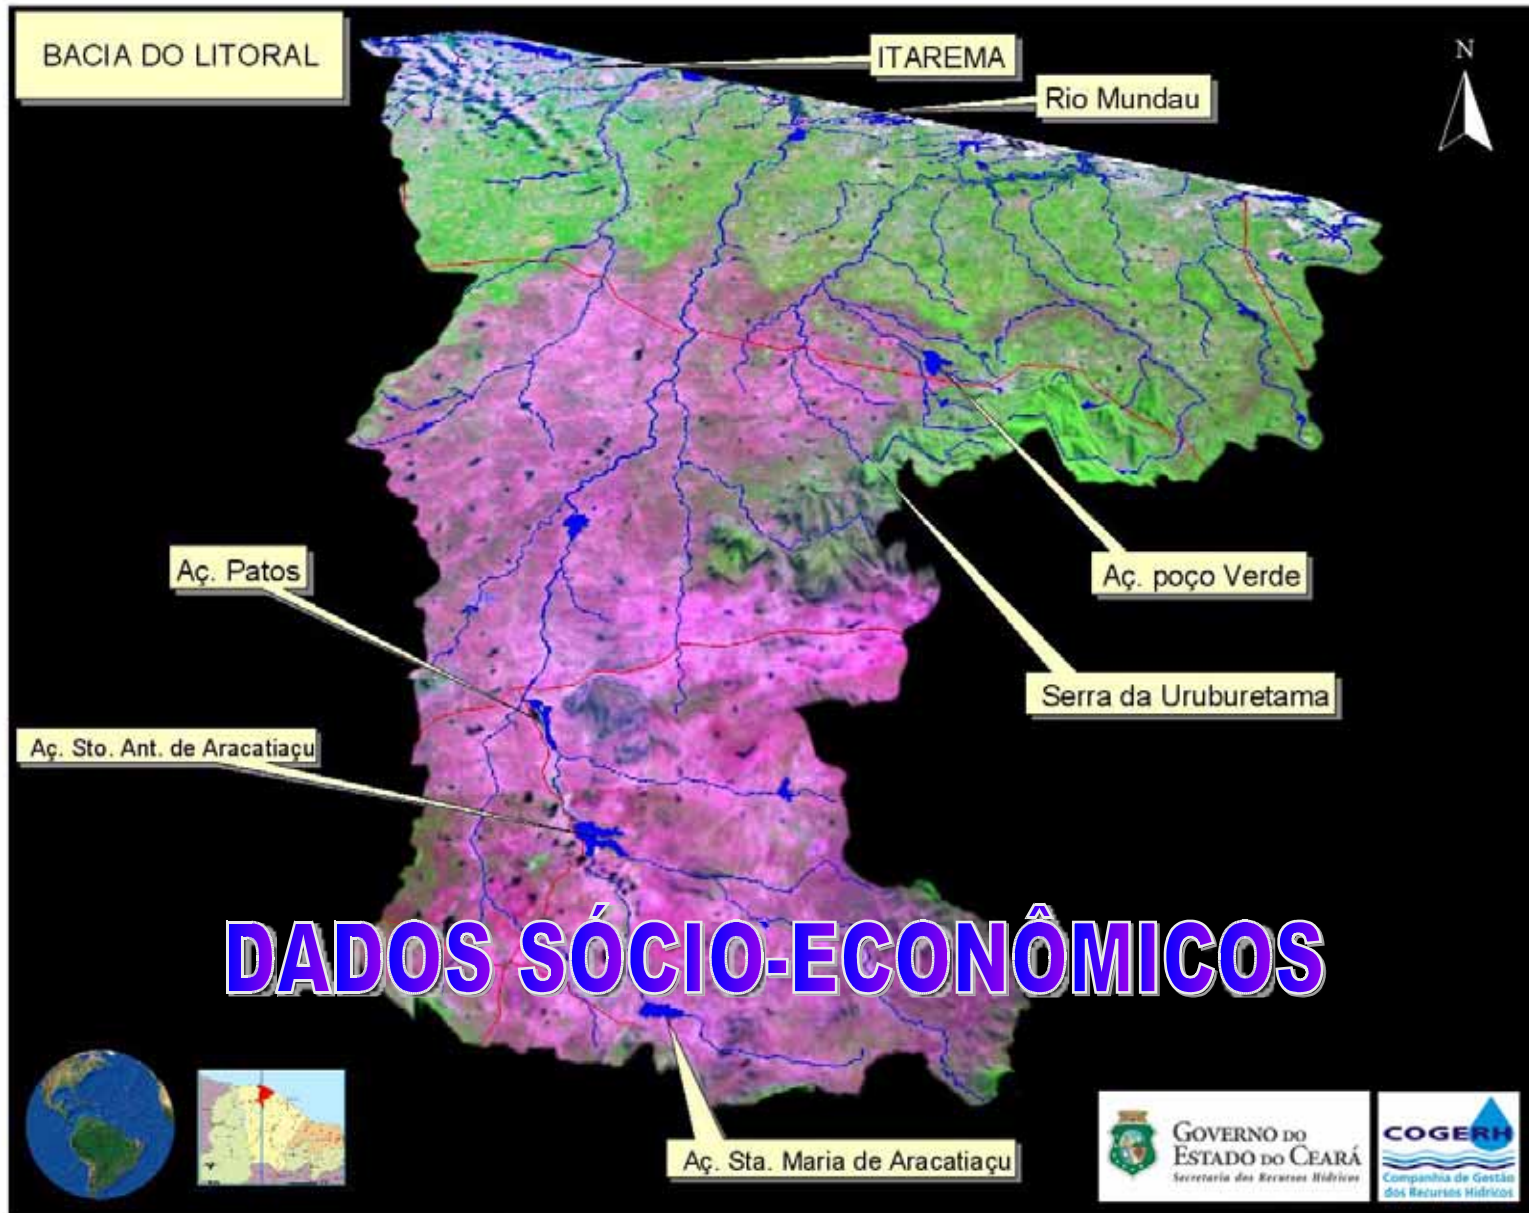 BACIA DO LITORAL
ITAREMA
N
Rio Mundau
Aç. Patos
Aç. poço Verde
Serra da Uruburetama
Aç. Sto. Ant. de Aracatiaçu
DADOS SÓCIO-ECONÔMICOS
Aç. Sta. Maria de Aracatiaçu
GOVERNO DO
ESTADO DO CEARÁ
Secretaria dos Recursos Hídricos
COGERH
Companhia de Gestão
dos Recursos Hídricos